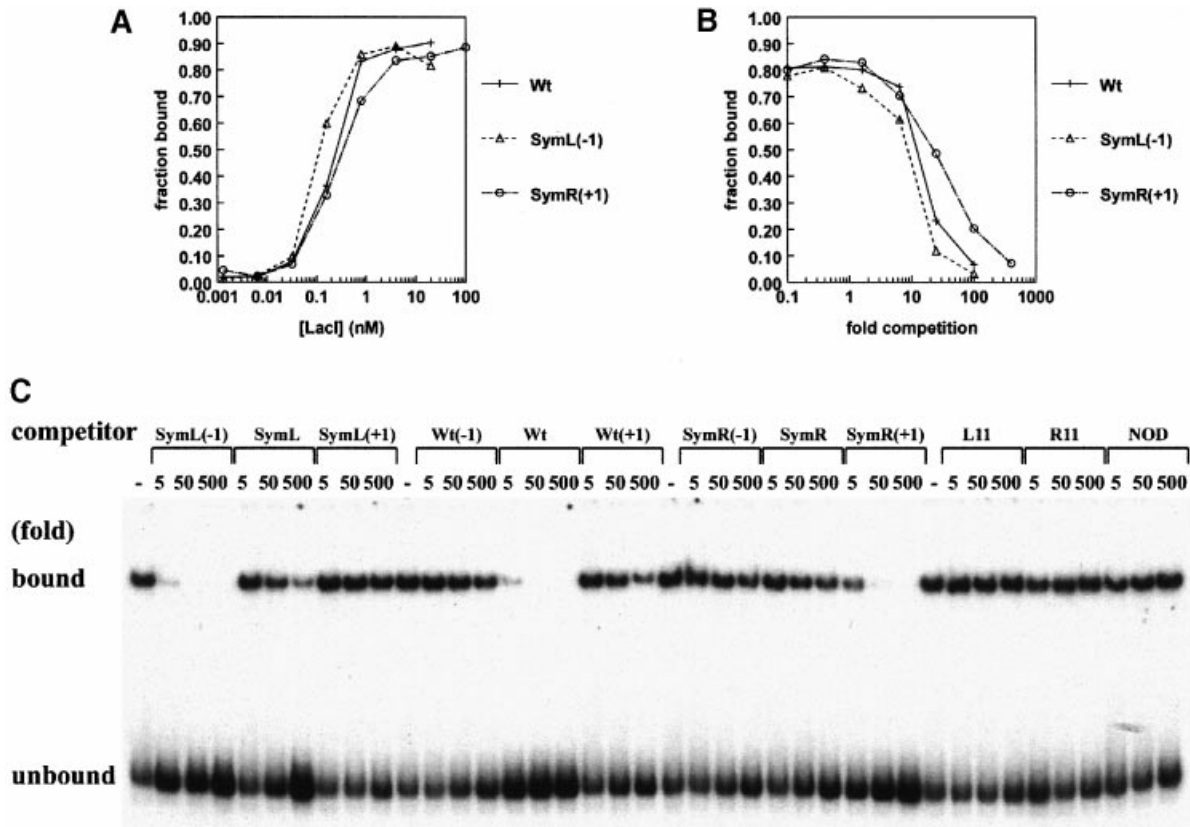 A
1.00
0.90
0.80
0.70
0.60
0.50
0.40
0.30
0.20
0.10
0.00
fraction bound
0.001 0.01 0.1 1 10 100
[LacI] (nM)
Wt
SymL(-1)
SymR(+1)
B
1.00
0.90
0.80
0.70
0.60
0.50
0.40
0.30
0.20
0.10
0.00
fraction bound
0.1 1 10 100 1000
fold competition
Wt
SymL(-1)
SymR(+1)
C
competitor SymL(-1) SymL SymL(+1) Wt(-1) Wt Wt(+1) SymR(-1) SymR SymR(+1) L11 R11 NOD
- 5 50 500 5 50 500 5 50 500 - 5 50 500 5 50 500 5 50 500 - 5 50 500 5 50 500 5 50 500 - 5 50 500 5 50 500 5 50 500
(fold)
bound
unbound